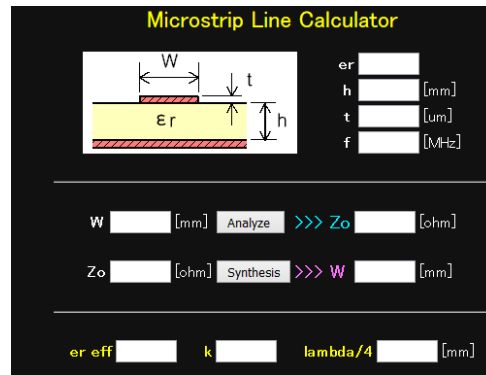 Microstrip Line Calculator
W
t
εr
h
er
h [mm]
t [um]
f [MHz]
W [mm] Analyze >>> Zo [ohm]
Zo [ohm] Synthesis >>> W [mm]
er eff k lambda/4 [mm]